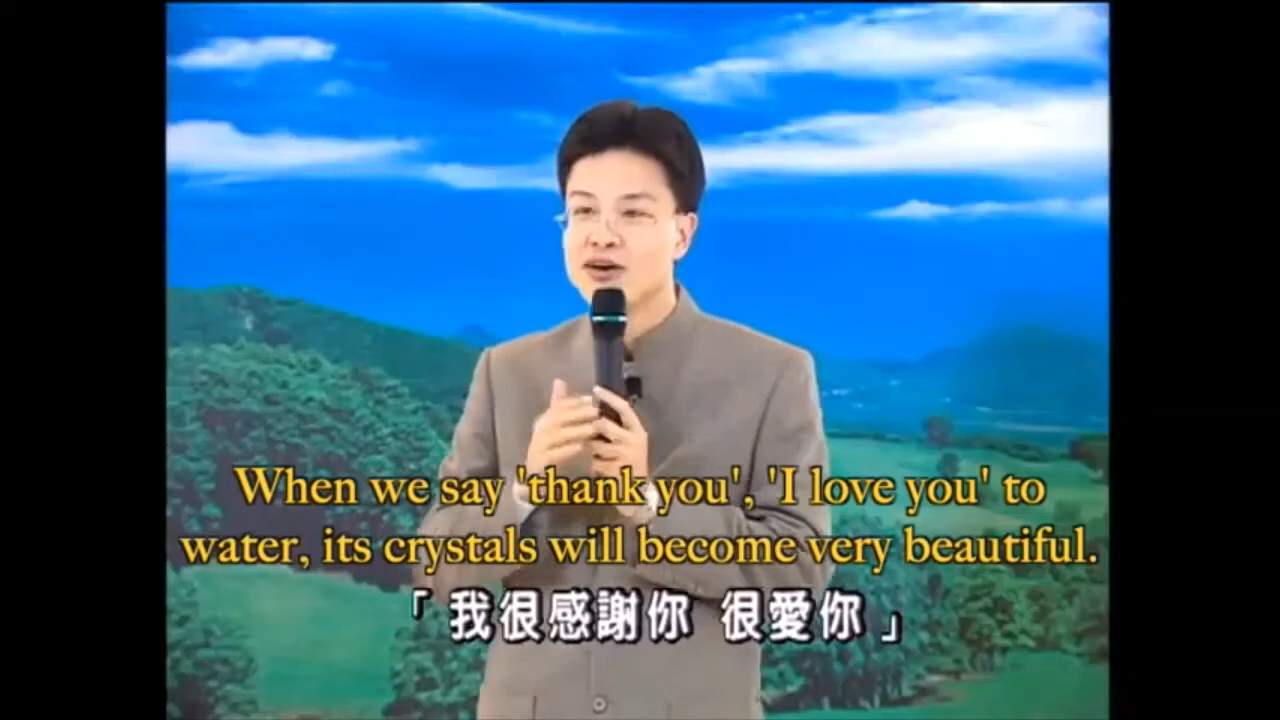 When we say 'thank you', 'I love you' to
water, its crystals will become very beautiful.
「我很感謝你 很愛你」